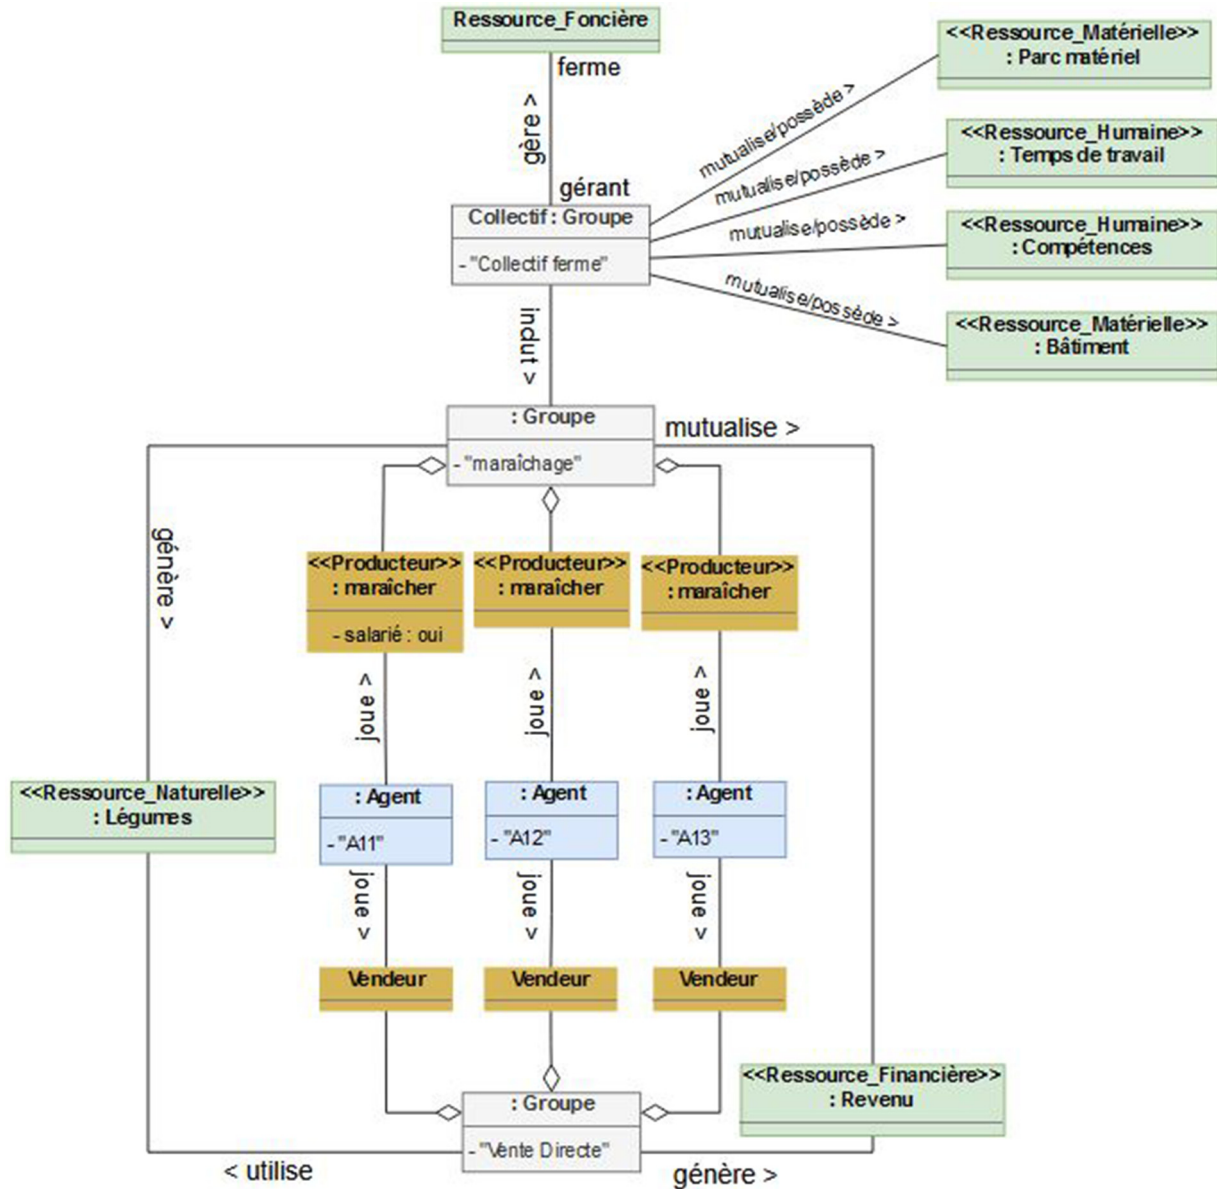 Ressource_Foncière
ferme
gère >
gérant
<<Ressource_Matérielle>>
: Parc matériel
mutualise/possède >
<<Ressource_Humaine>>
: Temps de travail
mutualise/possède >
<<Ressource_Humaine>>
: Compétences
mutualise/possède >
<<Ressource_Matérielle>>
: Bâtiment
mutualise/possède >
Collectif : Groupe
- "Collectif ferme"
inclut >
: Groupe
- "maraîchage"
mutualise >
génère >
<<Producteur>>
: maraîcher
- salarié : oui
<<Producteur>>
: maraîcher
<<Producteur>>
: maraîcher
joue >
joue >
joue >
<<Ressource_Naturelle>>
: Légumes
: Agent
- "A11"
: Agent
- "A12"
: Agent
- "A13"
joue >
joue >
joue >
Vendeur
Vendeur
Vendeur
<<Ressource_Financière>>
: Revenu
: Groupe
- "Vente Directe"
< utilise
génère >